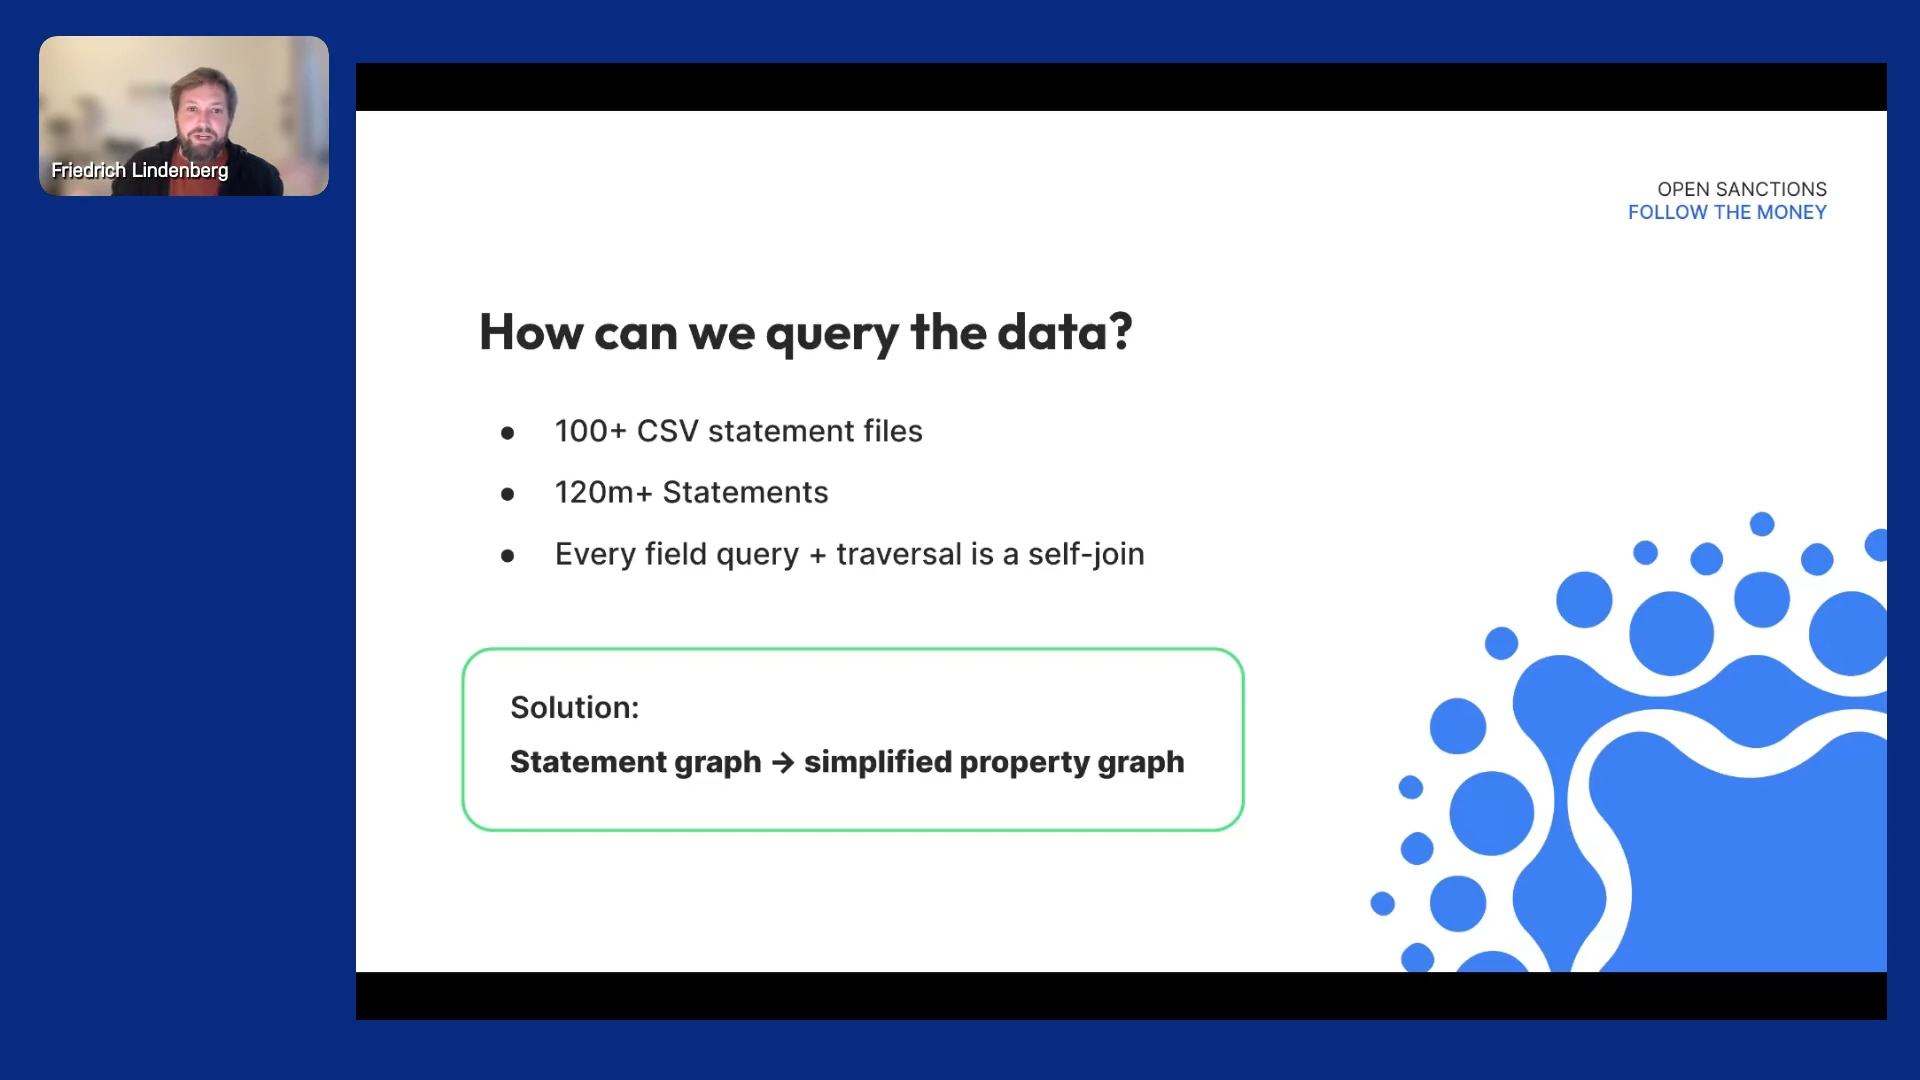 Friedrich Lindenberg
OPEN SANCTIONS
FOLLOW THE MONEY
How can we query the data?
● 100+ CSV statement files
● 120m+ Statements
● Every field query + traversal is a self-join
Solution:
Statement graph → simplified property graph